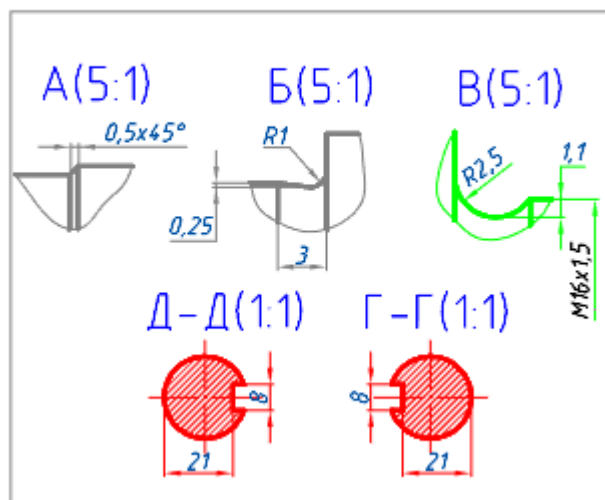 А(5:1)
Б(5:1)
В(5:1)
0,5x45°
R1
R2,5
1,1
0,25
3
M16x1,5
Д-Д(1:1)
Г-Г(1:1)
8
8
21
21